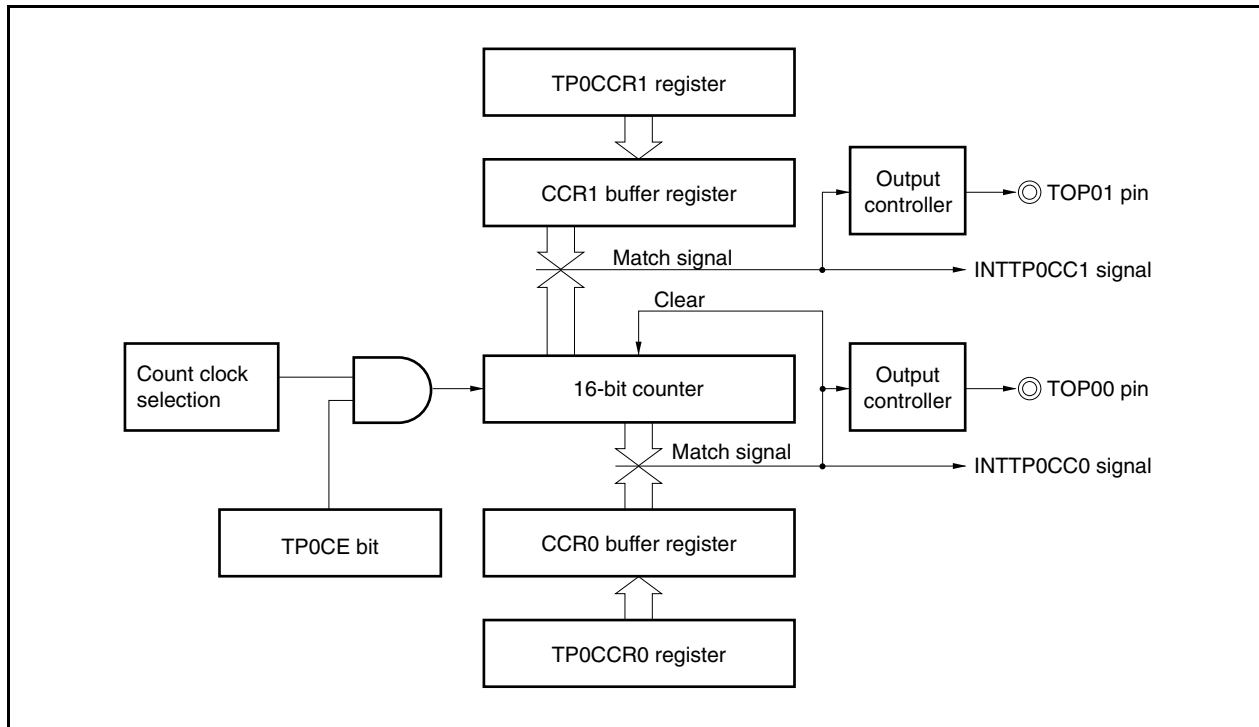 TP0CCR1 register
CCR1 buffer register
Output
controller
TOP01 pin
Match signal
INTTP0CC1 signal
Clear
Count clock
selection
16-bit counter
Output
controller
TOP00 pin
Match signal
INTTP0CC0 signal
TP0CE bit
CCR0 buffer register
TP0CCR0 register